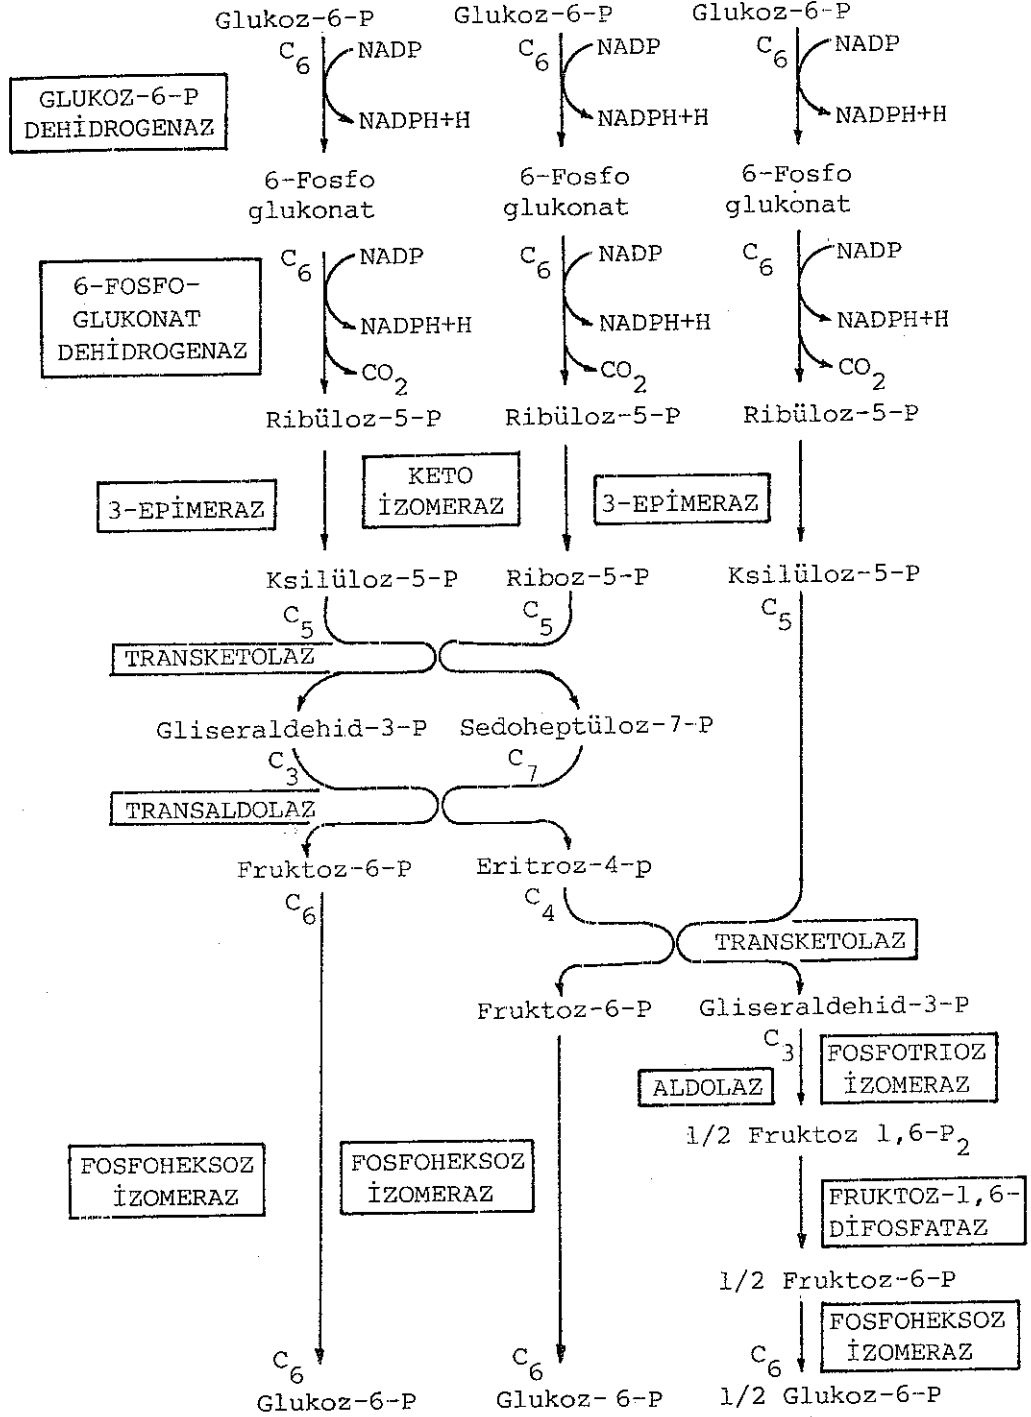 Glukoz-6-P Glukoz-6-P Glukoz-6-P
C6 NADP C6 NADP C6 NADP
GLUKOZ-6-P
DEHİDROGENAZ
NADPH+H NADPH+H NADPH+H
6-Fosfo 6-Fosfo 6-Fosfo
glukonat glukonat glukonat
C6 NADP C6 NADP C6 NADP
6-FOSFO-
GLUKONAT
DEHİDROGENAZ
NADPH+H NADPH+H NADPH+H
CO2 CO2 CO2
Ribüloz-5-P Ribüloz-5-P Ribüloz-5-P
3-EPİMERAZ
KETO
İZOMERAZ
3-EPİMERAZ
Ksilüloz-5-P Riboz-5-P Ksilüloz-5-P
C5 C5 C5
TRANSKETOLAZ
Gliseraldehid-3-P Sedoheptüloz-7-P
C3 C7
TRANSALDOLAZ
Fruktoz-6-P Eritroz-4-p
C6 C4
TRANSKETOLAZ
Fruktoz-6-P Gliseraldehid-3-P
C3
FOSFOTRIOZ
İZOMERAZ
ALDOLAZ
1/2 Fruktoz 1,6-P2
FOSFOHEKSOZ
İZOMERAZ
FOSFOHEKSOZ
İZOMERAZ
FRUKTOZ-1,6-
DİFOSFATAZ
1/2 Fruktoz-6-P
FOSFOHEKSOZ
İZOMERAZ
C6 C6 C6
Glukoz-6-P Glukoz-6-P 1/2 Glukoz-6-P